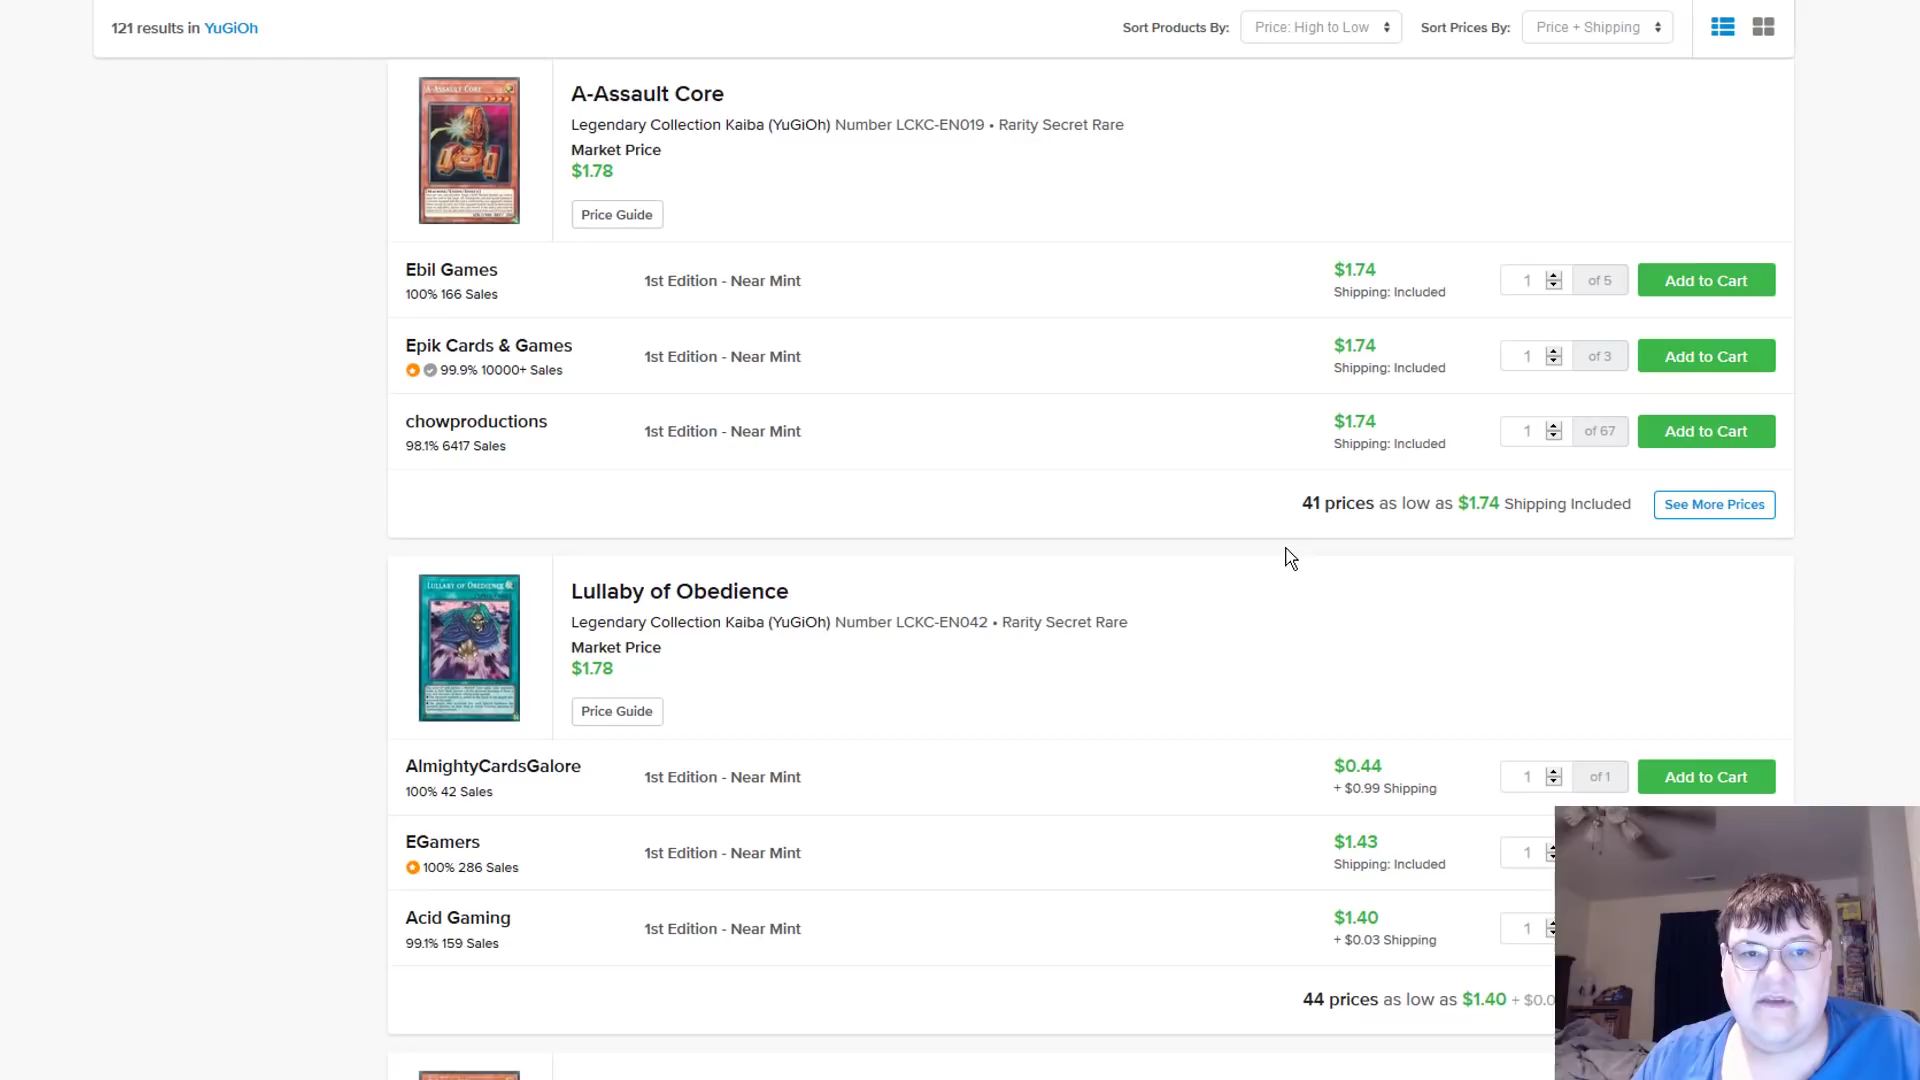 121 results in YuGiOh
Sort Products By: Price: High to Low
Sort Prices By: Price + Shipping
A-Assault Core
Legendary Collection Kaiba (YuGiOh) Number LCKC-EN019 • Rarity Secret Rare
Market Price
$1.78
Price Guide
Ebil Games
100% 166 Sales
1st Edition - Near Mint
$1.74
Shipping: Included
1 of 5 Add to Cart
Epik Cards & Games
99.9% 10000+ Sales
1st Edition - Near Mint
$1.74
Shipping: Included
1 of 3 Add to Cart
chowproductions
98.1% 6417 Sales
1st Edition - Near Mint
$1.74
Shipping: Included
1 of 67 Add to Cart
41 prices as low as $1.74 Shipping Included See More Prices
LULLABY OF OBEDIENCE
Lullaby of Obedience
Legendary Collection Kaiba (YuGiOh) Number LCKC-EN042 • Rarity Secret Rare
Market Price
$1.78
Price Guide
AlmightyCardsGalore
100% 42 Sales
1st Edition - Near Mint
$0.44
+ $0.99 Shipping
1 of 1 Add to Cart
EGamers
100% 286 Sales
1st Edition - Near Mint
$1.43
Shipping: Included
1
Acid Gaming
99.1% 159 Sales
1st Edition - Near Mint
$1.40
+ $0.03 Shipping
1
44 prices as low as $1.40 + $0.0